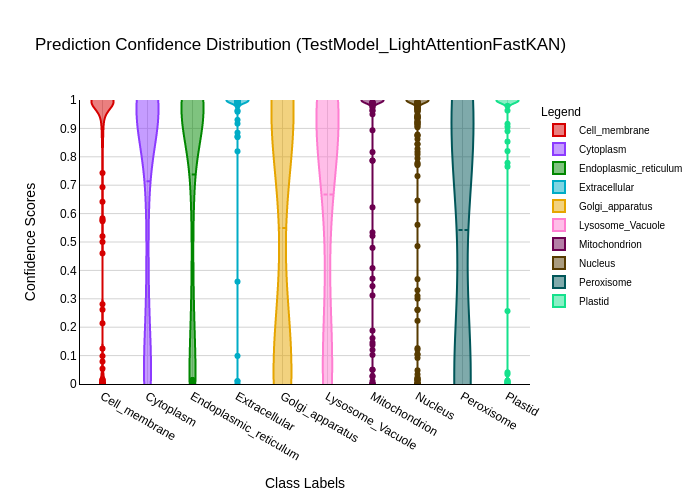 Prediction Confidence Distribution (TestModel_LightAttentionFastKAN)
Confidence Scores
1
0.9
0.8
0.7
0.6
0.5
0.4
0.3
0.2
0.1
0
Cell_membrane
Cytoplasm
Endoplasmic_reticulum
Extracellular
Golgi_apparatus
Lysosome_Vacuole
Mitochondrion
Nucleus
Peroxisome
Plastid
Class Labels
Legend
Cell_membrane
Cytoplasm
Endoplasmic_reticulum
Extracellular
Golgi_apparatus
Lysosome_Vacuole
Mitochondrion
Nucleus
Peroxisome
Plastid